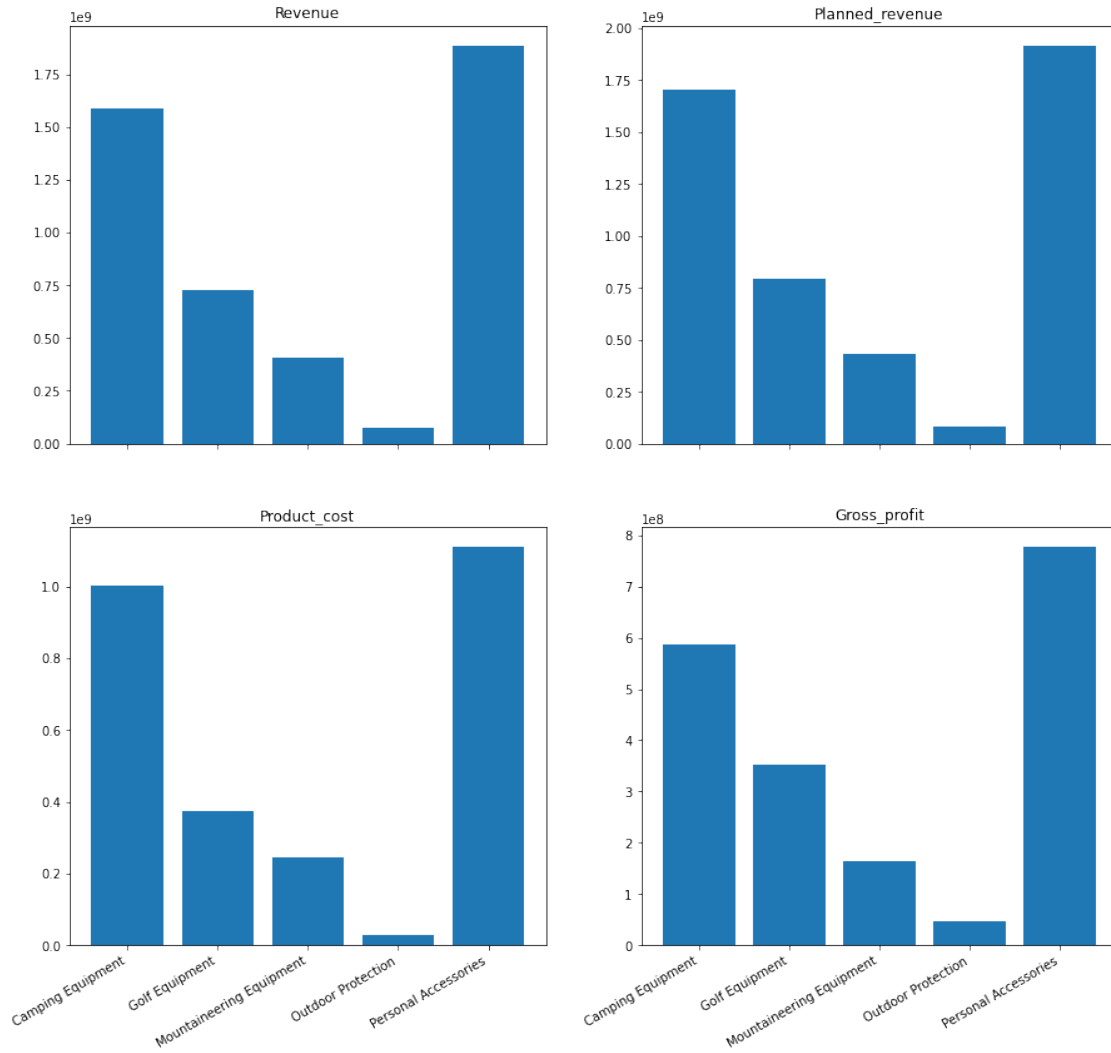 Revenue
1e9
1.75
1.50
1.25
1.00
0.75
0.50
0.25
0.00
Planned_revenue
1e9
2.00
1.75
1.50
1.25
1.00
0.75
0.50
0.25
0.00
Product_cost
1e9
1.0
0.8
0.6
0.4
0.2
0.0
Camping Equipment
Golf Equipment
Mountaineering Equipment
Outdoor Protection
Personal Accessories
Gross_profit
1e8
8
7
6
5
4
3
2
1
0
Camping Equipment
Golf Equipment
Mountaineering Equipment
Outdoor Protection
Personal Accessories